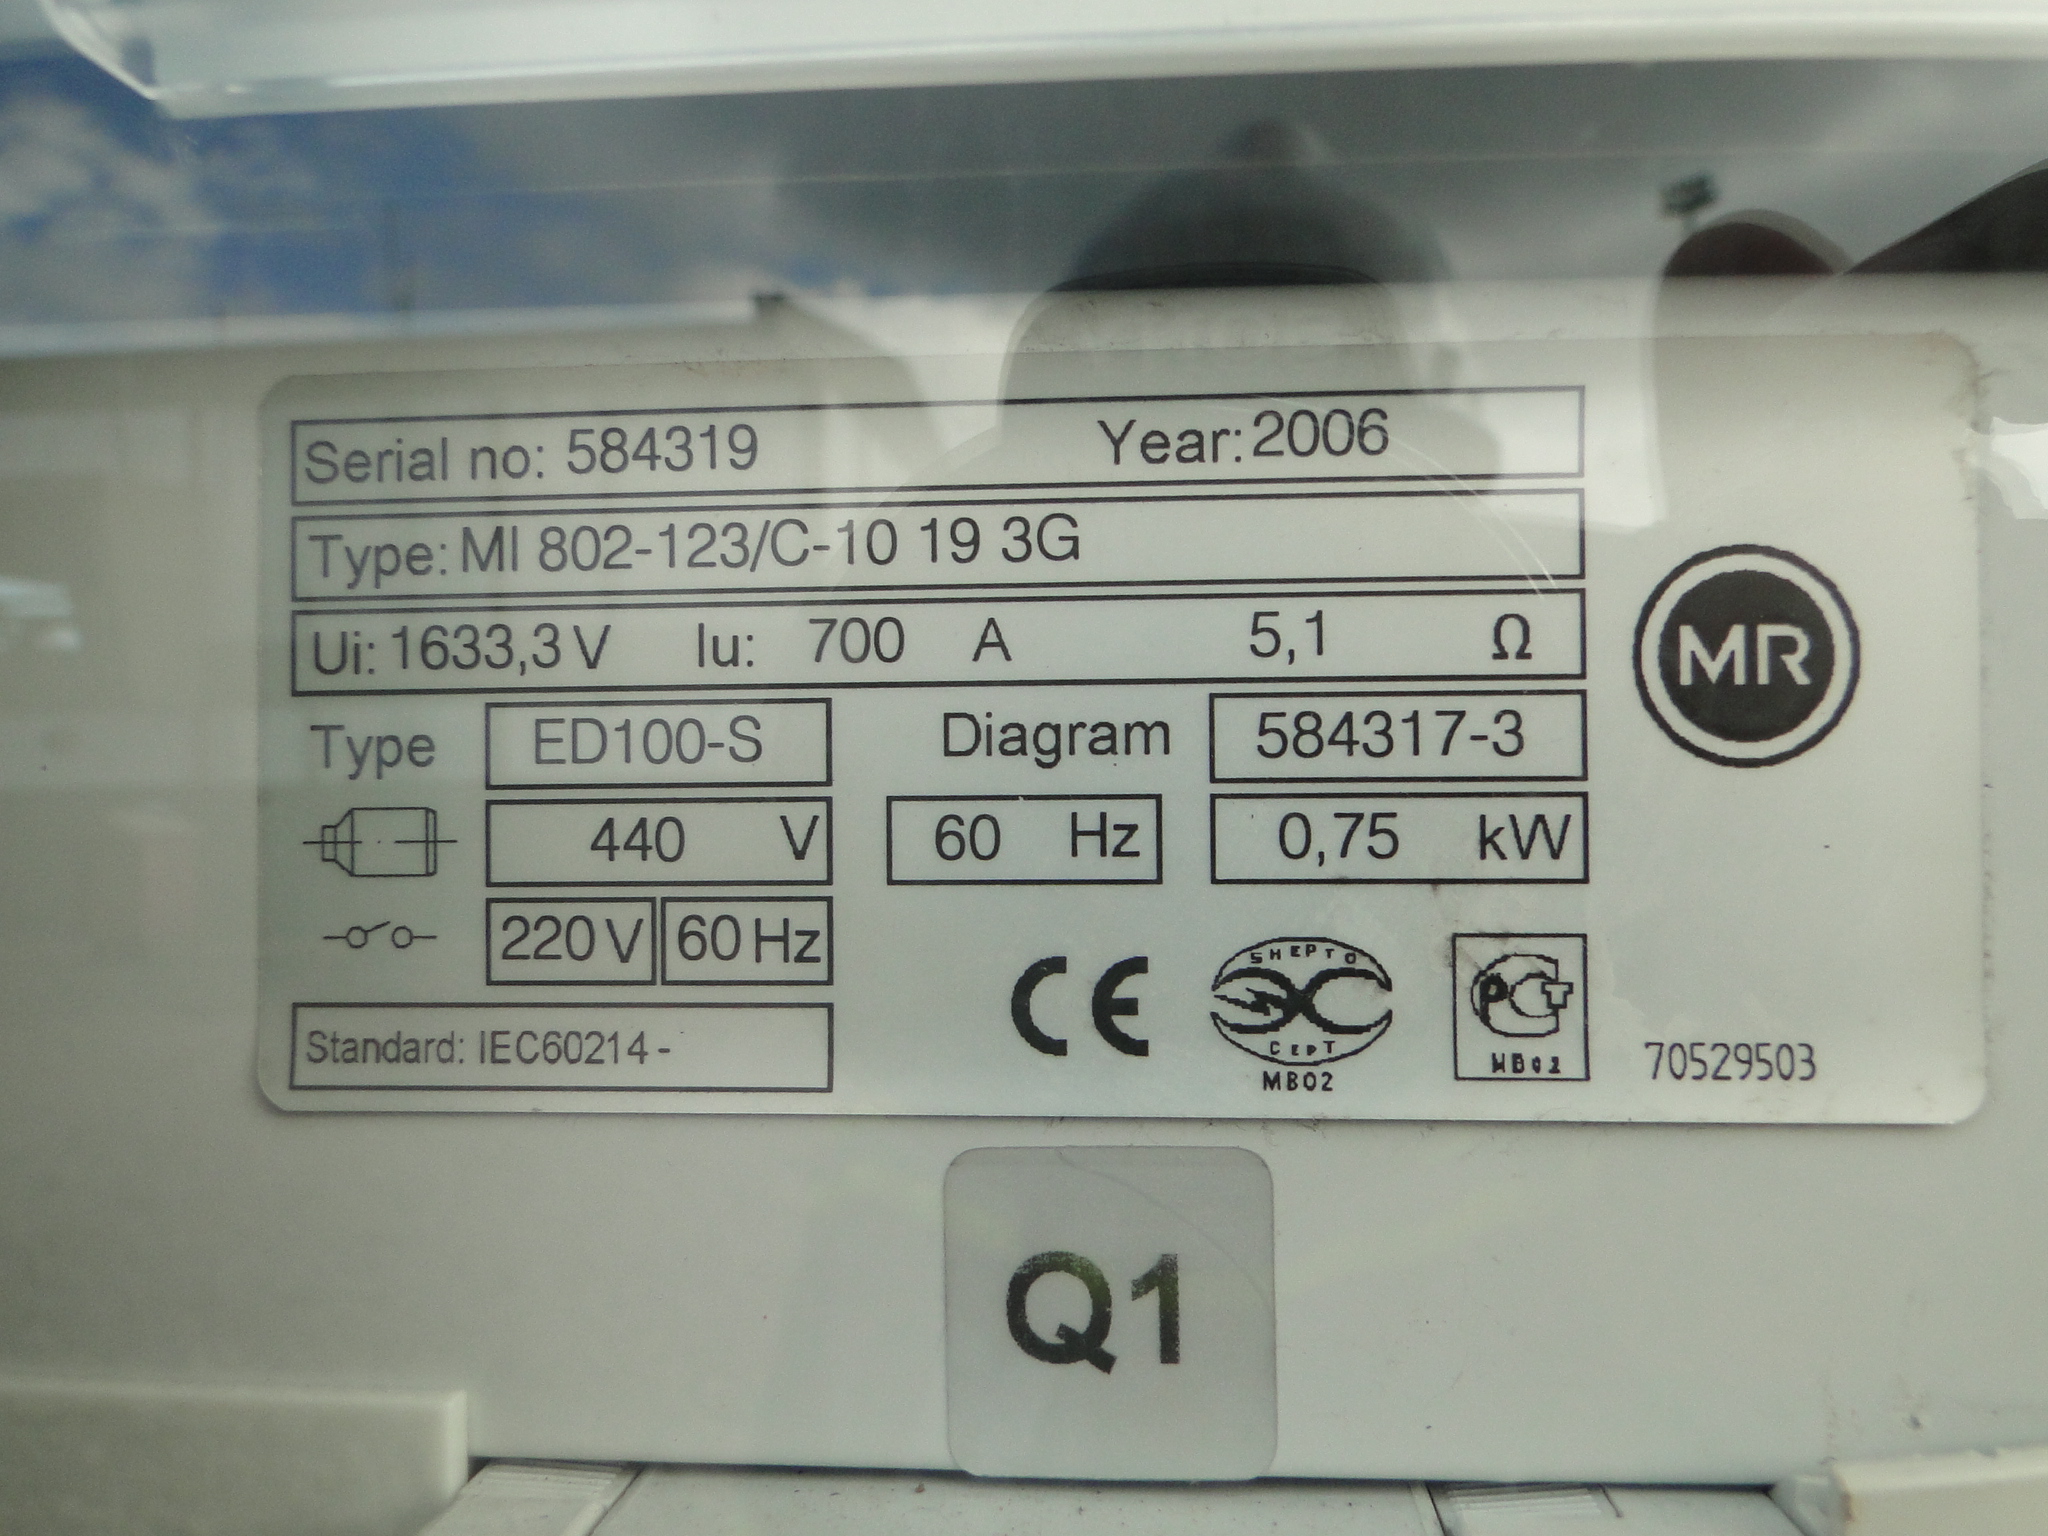 Serial no: 584319 Year: 2006
Type: MI 802-123/C-10 19 3G
Ui: 1633,3 V Iu: 700 A 5,1 Ω
MR
Type ED100-S Diagram 584317-3
440 V 60 Hz 0,75 kW
220 V 60 Hz
CE
Standard: IEC60214 -
MB02
MB02
70529503
Q1